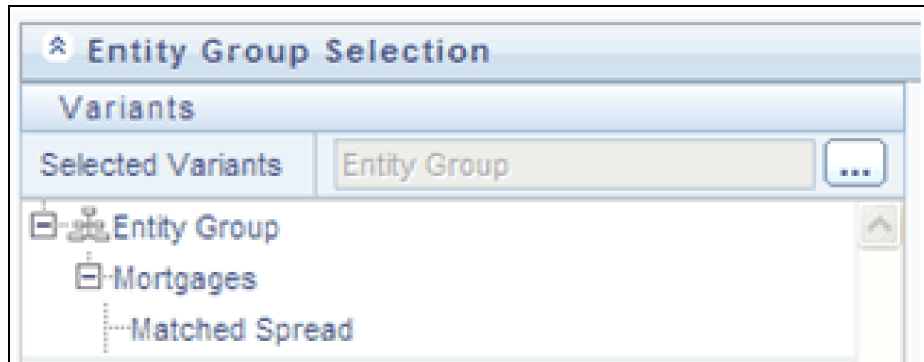 Entity Group Selection
Variants
Selected Variants Entity Group ...
Entity Group
Mortgages
Matched Spread